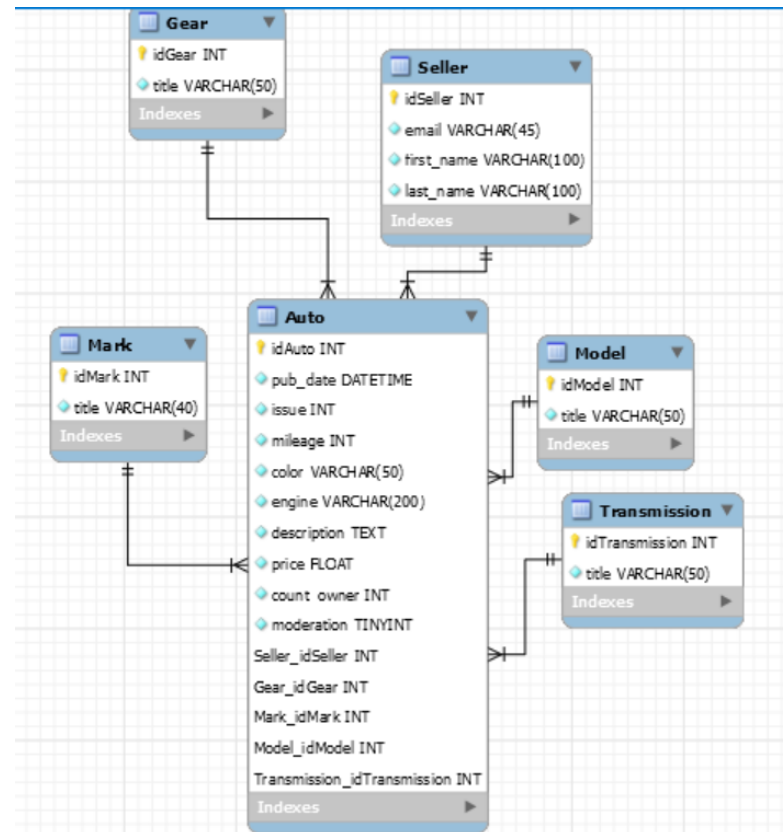 Gear
idGear INT
title VARCHAR(50)
Indexes
Seller
idSeller INT
email VARCHAR(45)
first_name VARCHAR(100)
last_name VARCHAR(100)
Indexes
Mark
idMark INT
title VARCHAR(40)
Indexes
Auto
idAuto INT
pub_date DATETIME
issue INT
mileage INT
color VARCHAR(50)
engine VARCHAR(200)
description TEXT
price FLOAT
count_owner INT
moderation TINYINT
Seller_idSeller INT
Gear_idGear INT
Mark_idMark INT
Model_idModel INT
Transmission_idTransmission INT
Indexes
Model
idModel INT
title VARCHAR(50)
Indexes
Transmission
idTransmission INT
title VARCHAR(50)
Indexes